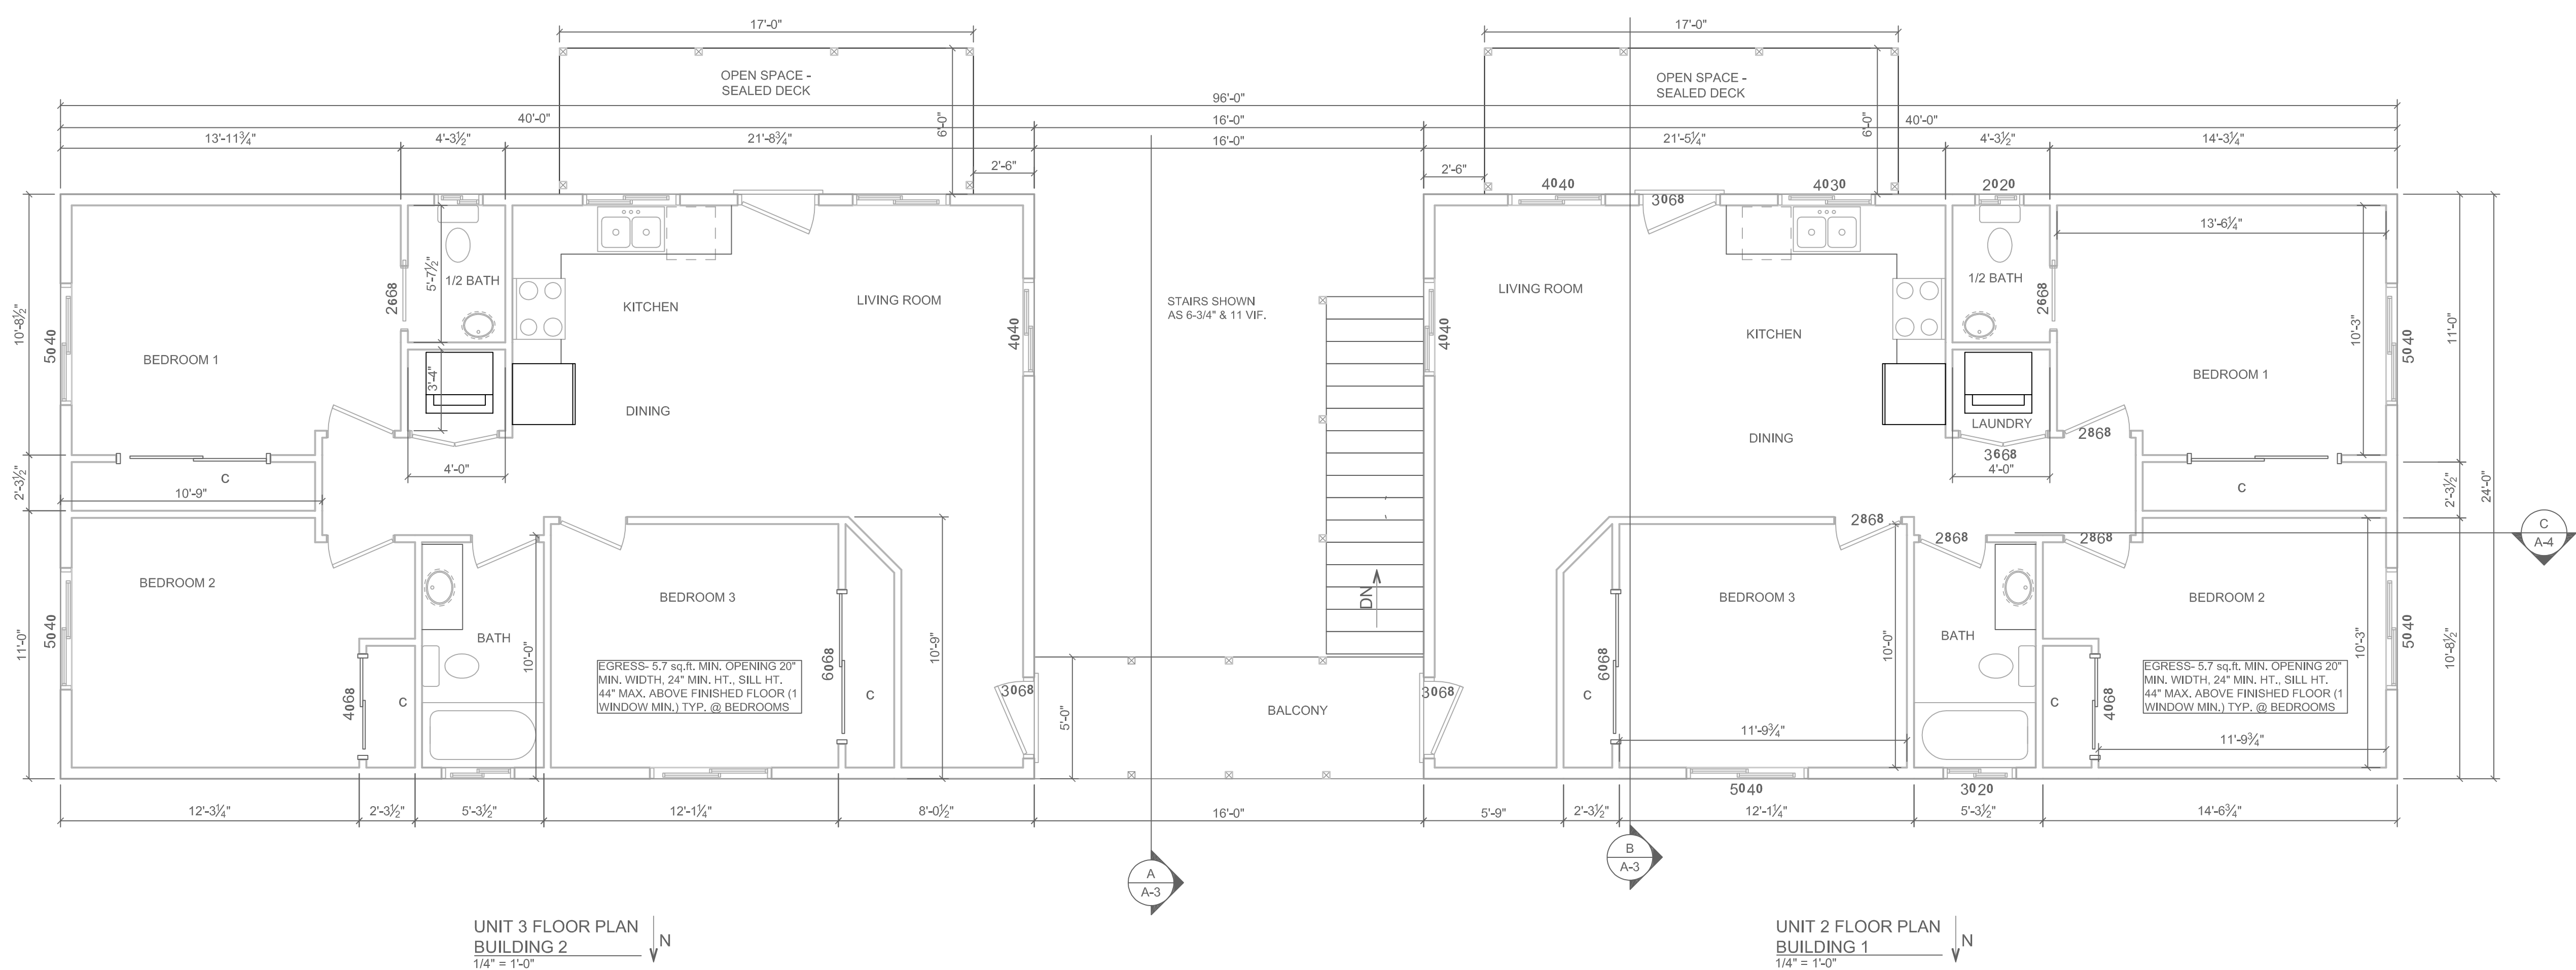 17'-0"
17'-0"
OPEN SPACE -
SEALED DECK
OPEN SPACE -
SEALED DECK
96'-0"
40'-0"
16'-0"
40'-0"
6'-0"
6'-0"
13'-11¾"
4'-3½"
21'-8¾"
16'-0"
21'-5¼"
4'-3½"
14'-3¼"
2'-6"
2'-6"
4040
3068
4030
2020
10'-8½"
5040
BEDROOM 1
2668
5'-7½"
1/2 BATH
KITCHEN
LIVING ROOM
4040
3'-4"
DINING
4'-0"
C
10'-9"
2'-3½"
STAIRS SHOWN
AS 6-3/4" & 11 VIF.
4040
LIVING ROOM
KITCHEN
DINING
1/2 BATH
2668
13'-6¼"
10'-3"
BEDROOM 1
5040
11'-0"
LAUNDRY
3668
4'-0"
2868
C
2'-3½"
24'-0"
11'-0"
5040
BEDROOM 2
4068
C
BATH
10'-0"
BEDROOM 3
EGRESS- 5.7 sq.ft. MIN. OPENING 20"
MIN. WIDTH, 24" MIN. HT., SILL HT.
44" MAX. ABOVE FINISHED FLOOR (1
WINDOW MIN.) TYP. @ BEDROOMS
6068
C
10'-9"
3068
5'-0"
BALCONY
DN
3068
C
6068
BEDROOM 3
2868
10'-0"
11'-9¾"
2868
BATH
2868
BEDROOM 2
C
4068
EGRESS- 5.7 sq.ft. MIN. OPENING 20"
MIN. WIDTH, 24" MIN. HT., SILL HT.
44" MAX. ABOVE FINISHED FLOOR (1
WINDOW MIN.) TYP. @ BEDROOMS
10'-3"
11'-9¾"
5040
10'-8½"
C
A-4
5040
3020
12'-3¼"
2'-3½"
5'-3½"
12'-1¼"
8'-0½"
16'-0"
5'-9"
2'-3½"
12'-1¼"
5'-3½"
14'-6¾"
A
A-3
B
A-3
UNIT 3 FLOOR PLAN
BUILDING 2
1/4" = 1'-0"
N
UNIT 2 FLOOR PLAN
BUILDING 1
1/4" = 1'-0"
N